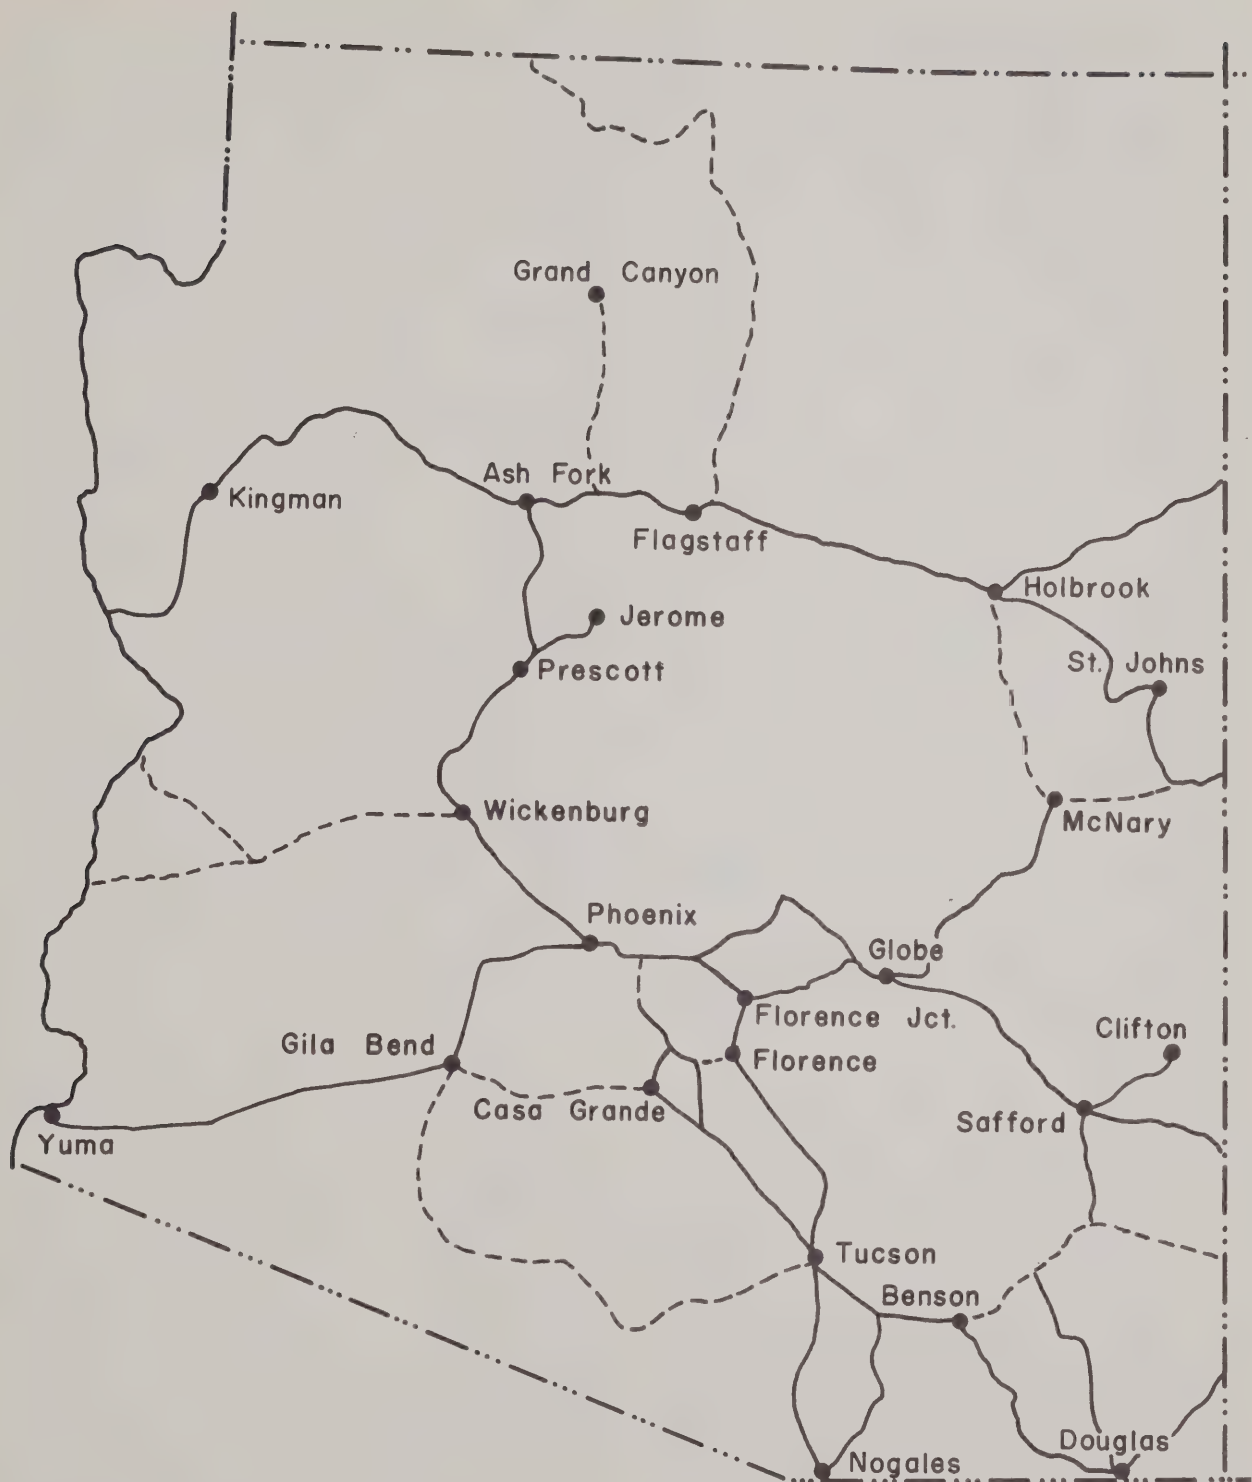 Grand Canyon
Ash Fork
Kingman
Flagstaff
Holbrook
Jerome
St. Johns
Prescott
Wickenburg
McNary
Phoenix
Globe
Florence Jct.
Clifton
Gila Bend
Florence
Casa Grande
Safford
Yuma
Tucson
Benson
Douglas
Nogales